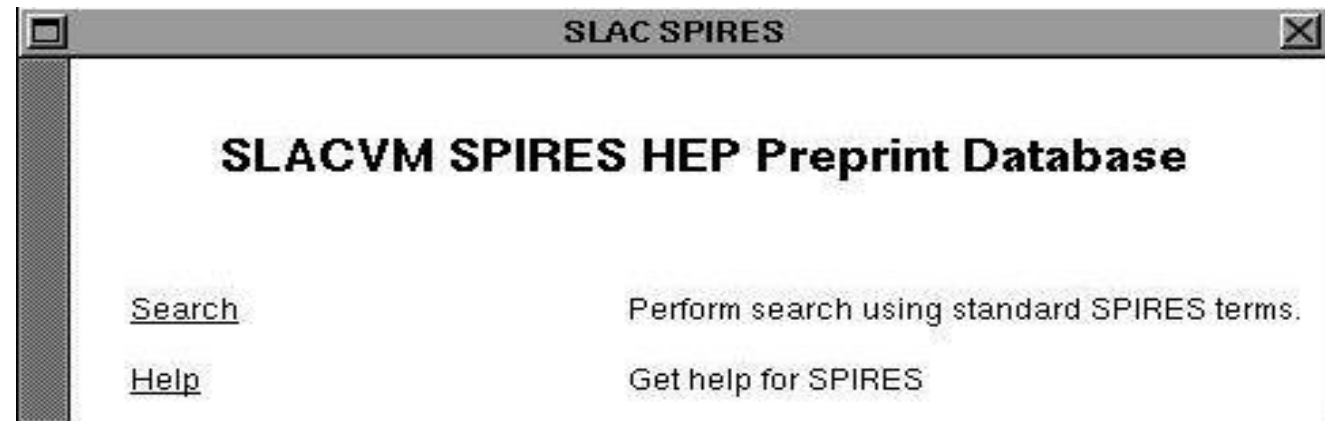 SLAC SPIRES
SLACVM SPIRES HEP Preprint Database
Search Perform search using standard SPIRES terms.
Help Get help for SPIRES